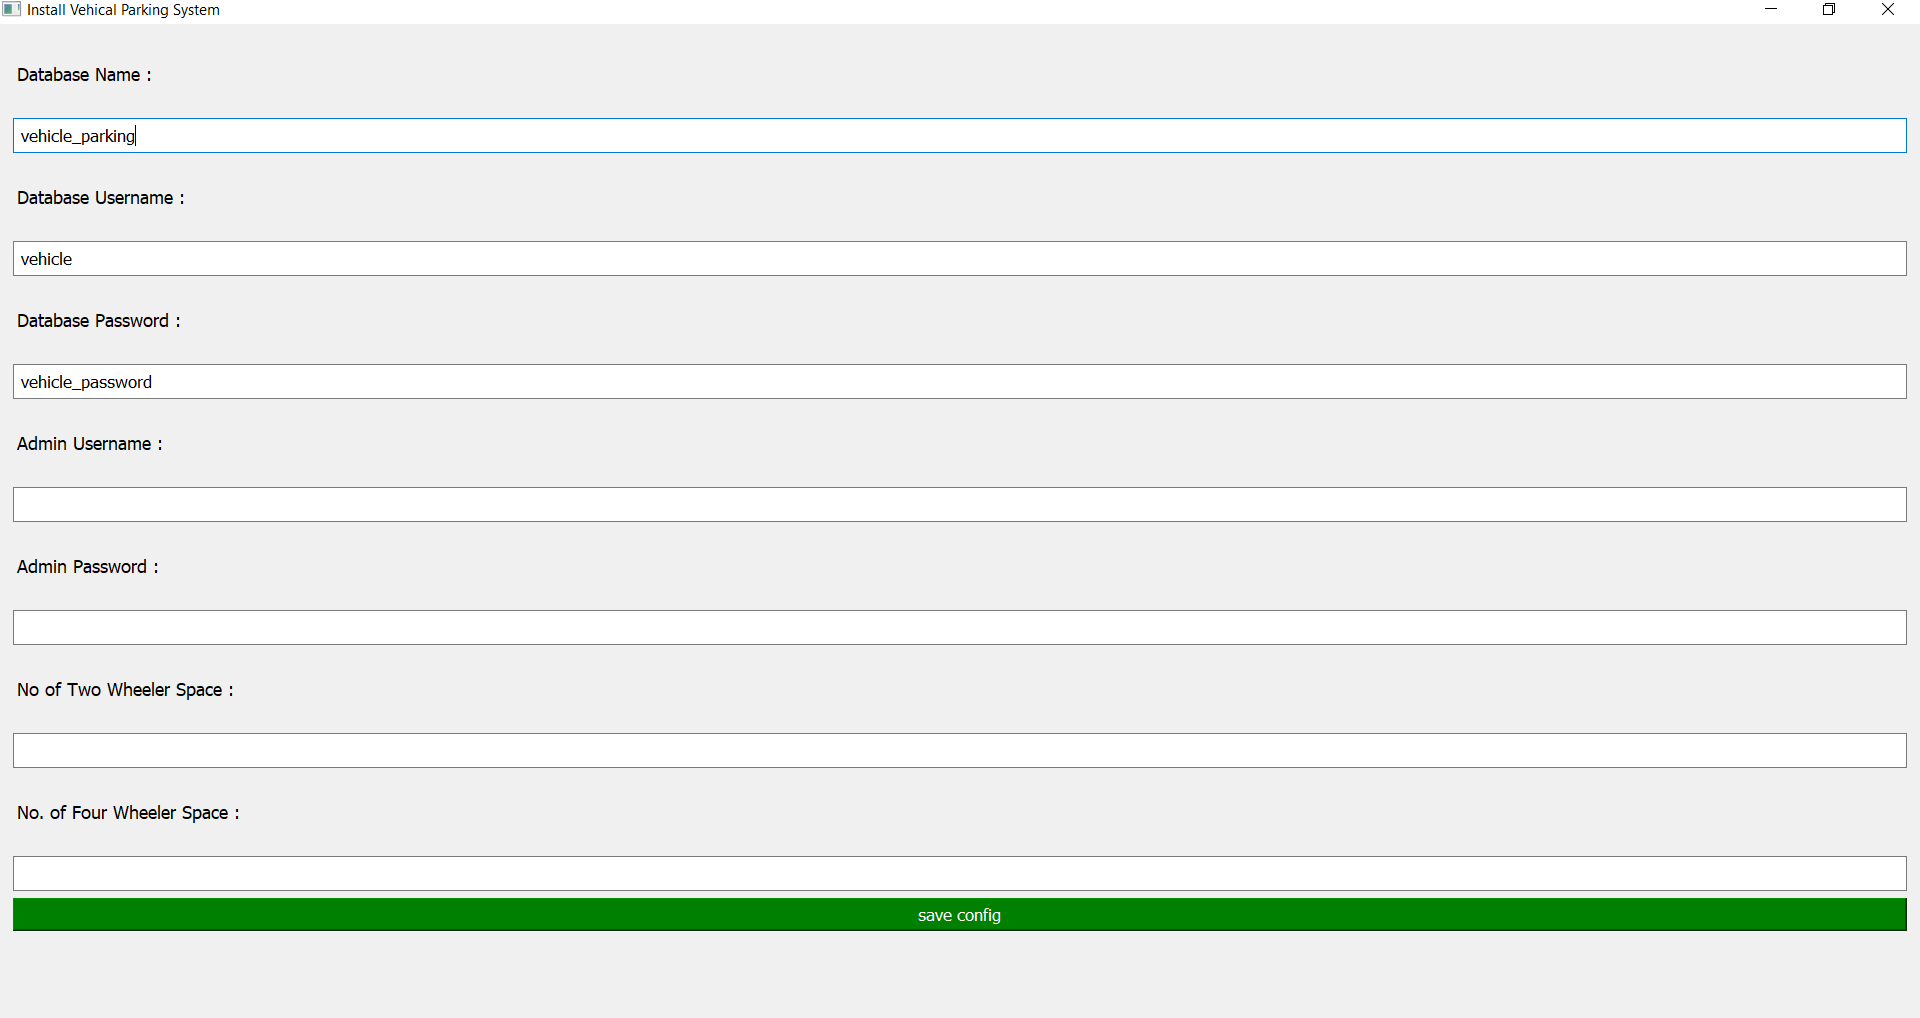 Install Vehical Parking System
Database Name :
vehicle_parking
Database Username :
vehicle
Database Password :
vehicle_password
Admin Username :
Admin Password :
No of Two Wheeler Space :
No. of Four Wheeler Space :
save config